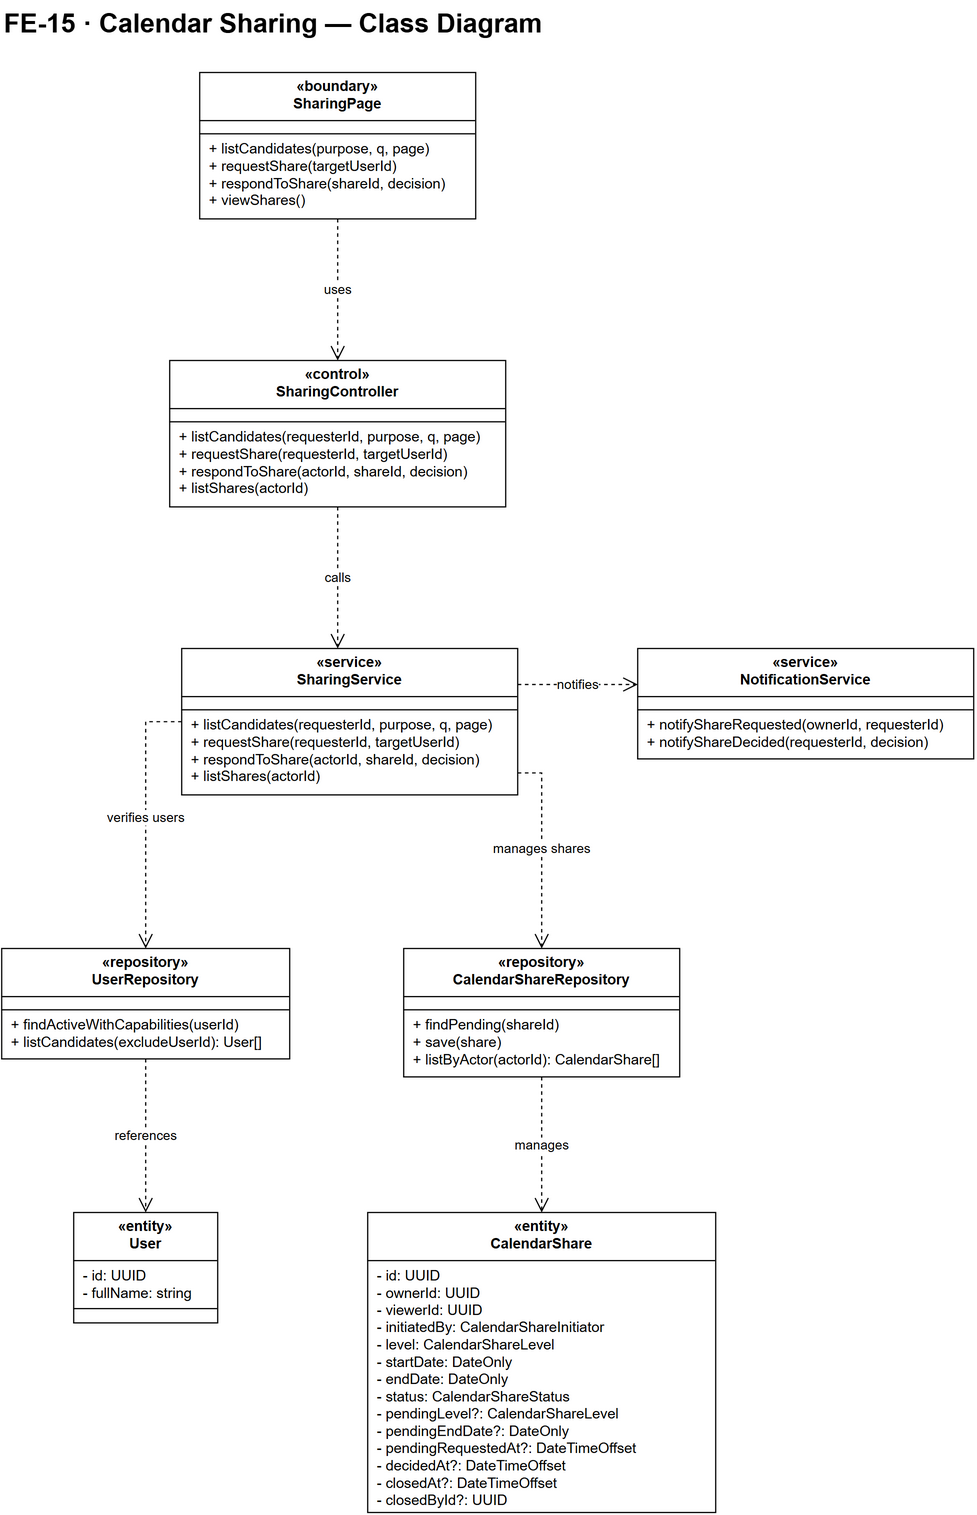 FE-15 · Calendar Sharing — Class Diagram
«boundary»
SharingPage
+ listCandidates(purpose, q, page)
+ requestShare(targetUserId)
+ respondToShare(shareId, decision)
+ viewShares()
uses
«control»
SharingController
+ listCandidates(requesterId, purpose, q, page)
+ requestShare(requesterId, targetUserId)
+ respondToShare(actorId, shareId, decision)
+ listShares(actorId)
calls
«service»
SharingService
+ listCandidates(requesterId, purpose, q, page)
+ requestShare(requesterId, targetUserId)
+ respondToShare(actorId, shareId, decision)
+ listShares(actorId)
notifies
«service»
NotificationService
+ notifyShareRequested(ownerId, requesterId)
+ notifyShareDecided(requesterId, decision)
verifies users
manages shares
«repository»
UserRepository
+ findActiveWithCapabilities(userId)
+ listCandidates(excludeUserId): User[]
«repository»
CalendarShareRepository
+ findPending(shareId)
+ save(share)
+ listByActor(actorId): CalendarShare[]
references
manages
«entity»
User
- id: UUID
- fullName: string
«entity»
CalendarShare
- id: UUID
- ownerId: UUID
- viewerId: UUID
- initiatedBy: CalendarShareInitiator
- level: CalendarShareLevel
- startDate: DateOnly
- endDate: DateOnly
- status: CalendarShareStatus
- pendingLevel?: CalendarShareLevel
- pendingEndDate?: DateOnly
- pendingRequestedAt?: DateTimeOffset
- decidedAt?: DateTimeOffset
- closedAt?: DateTimeOffset
- closedById?: UUID